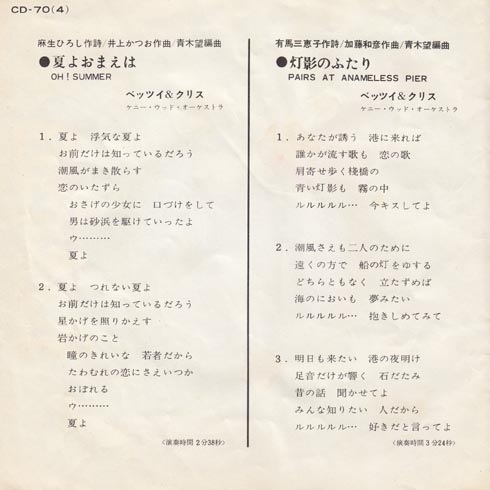 CD-70(4)
麻生ひろし作詩/井上かつお作曲/青木望編曲
●夏よおまえは
OH! SUMMER
ベッツイ&クリス
ケニー・ウッド・オーケストラ
1. 夏よ 浮気な夏よ
お前だけは知っているだろう
潮風がまき散らす
恋のいたずら
おさげの少女に 口づけをして
男は砂浜を駆けていったよ
ウ………
夏よ
2. 夏よ つれない夏よ
お前だけは知っているだろう
星かげを照りかえす
岩かげのこと
瞳のきれいな 若者だから
たわむれの恋にさえいつか
おぼれる
ウ………
夏よ
〈演奏時間2分38秒〉
有馬三恵子作詩/加藤和彦作曲/青木望編曲
●灯影のふたり
PAIRS AT ANAMELESS PIER
ベッツイ&クリス
ケニー・ウッド・オーケストラ
1. あなたが誘う 港に来れば
誰かが流す歌も 恋の歌
肩寄せ歩く桟橋の
青い灯影も 霧の中
ルルルルル… 今キスしてよ
2. 潮風さえも二人のために
遠くの方で 船の灯をゆする
どちらともなく 立たずめば
海のにおいも 夢みたい
ルルルルル… 抱きしめてみて
3. 明日も来たい 港の夜明け
足音だけが響く 石だたみ
昔の話 聞かせてよ
みんな知りたい 人だから
ルルルルル… 好きだと言ってよ
〈演奏時間3分24秒〉